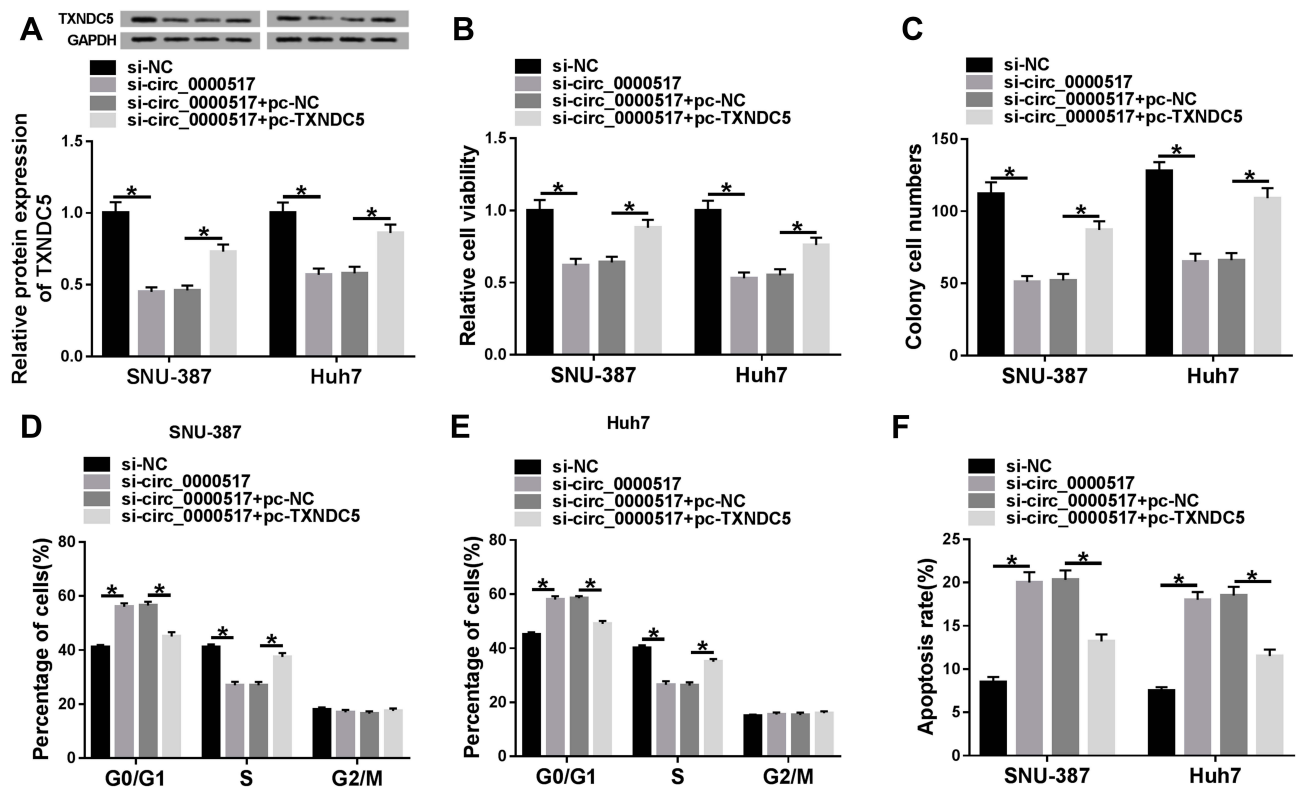 A
TXNDC5
GAPDH
si-NC
si-circ_0000517
si-circ_0000517+pc-NC
si-circ_0000517+pc-TXNDC5
Relative protein expression
of TXNDC5
1.5
1.0
0.5
0.0
* * * *
SNU-387 Huh7
B
si-NC
si-circ_0000517
si-circ_0000517+pc-NC
si-circ_0000517+pc-TXNDC5
Relative cell viability
1.5
1.0
0.5
0.0
* * * *
SNU-387 Huh7
C
si-NC
si-circ_0000517
si-circ_0000517+pc-NC
si-circ_0000517+pc-TXNDC5
Colony cell numbers
150
100
50
0
* * * *
SNU-387 Huh7
D
SNU-387
si-NC
si-circ_0000517
si-circ_0000517+pc-NC
si-circ_0000517+pc-TXNDC5
Percentage of cells(%)
80
60
40
20
0
* * * *
G0/G1 S G2/M
E
Huh7
si-NC
si-circ_0000517
si-circ_0000517+pc-NC
si-circ_0000517+pc-TXNDC5
Percentage of cells(%)
80
60
40
20
0
* * * *
G0/G1 S G2/M
F
si-NC
si-circ_0000517
si-circ_0000517+pc-NC
si-circ_0000517+pc-TXNDC5
Apoptosis rate(%)
25
20
15
10
5
0
* * * *
SNU-387 Huh7